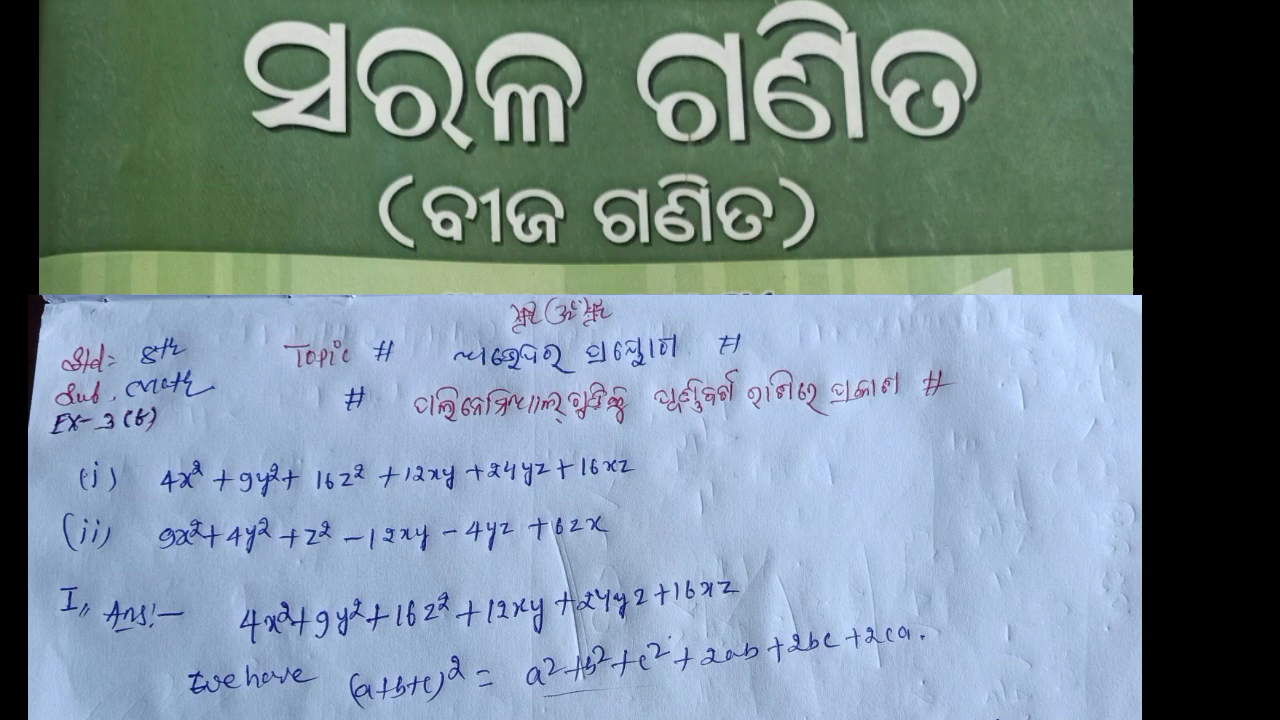 ସରଳ ଗଣିତ
(ବୀଜ ଗଣିତ)
Std:- 8th Topic # ଅଭେଦର ପ୍ରୟୋଗ #
Sub. Math # ପଲିନୋମିଆଲ୍ ଗୁଡିକୁ ପୂର୍ଣ୍ଣବର୍ଗ ରାଶିରେ ପ୍ରକାଶ #
EX-3(b)
(i) 4x² + 9y² + 16z² + 12xy + 24yz + 16xz
(ii) 9x² + 4y² + z² - 12xy - 4yz + 6zx
I,, Ans:- 4x² + 9y² + 16z² + 12xy + 24yz + 16xz
we have (a+b+c)² = a² + b² + c² + 2ab + 2bc + 2ca.